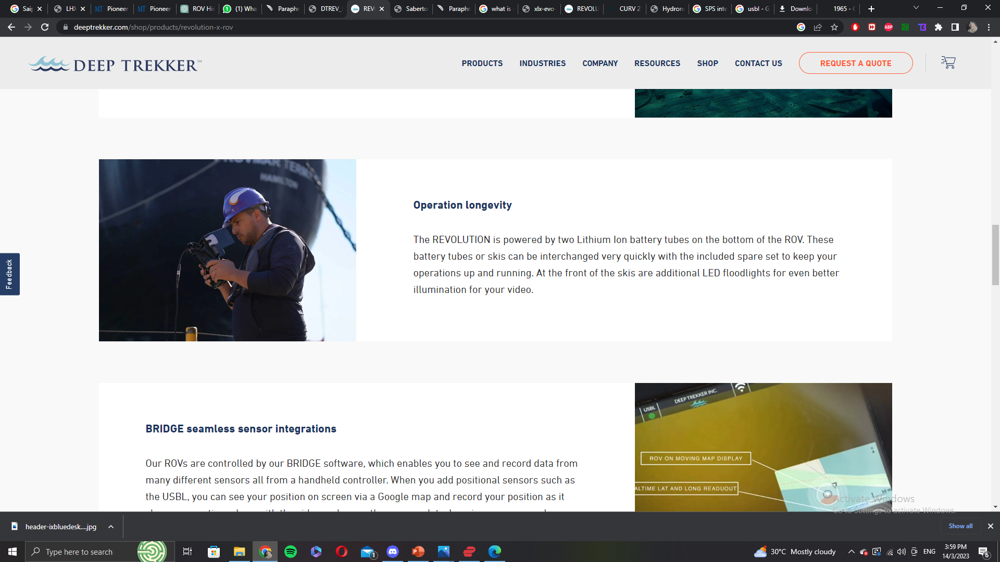 Saip
LHX
MT Pioneer
MT Pioneer
ROV His
(1) Wha
Paraphr
DTREV_
REV
Saberto
Paraphr
what is
xlx-evo-
REVOLU
CURV 2
Hydron
SPS inte
usbl - G
Downlo
1965 - C
deeptrekker.com/shop/products/revolution-x-rov
ABP
DEEP TREKKER™
PRODUCTS
INDUSTRIES
COMPANY
RESOURCES
SHOP
CONTACT US
REQUEST A QUOTE
HAMILTON
Operation longevity
The REVOLUTION is powered by two Lithium Ion battery tubes on the bottom of the ROV. These
battery tubes or skis can be interchanged very quickly with the included spare set to keep your
operations up and running. At the front of the skis are additional LED floodlights for even better
illumination for your video.
Feedback
BRIDGE seamless sensor integrations
Our ROVs are controlled by our BRIDGE software, which enables you to see and record data from
many different sensors all from a handheld controller. When you add positional sensors such as
the USBL, you can see your position on screen via a Google map and record your position as it
USBL
DEEP TREKKER INC.
ROV ON MOVING MAP DISPLAY
ALTIME LAT AND LONG READUOUT
10 m
Activate Windows
Go to Settings to activate Windows.
header-ixbluedesk....jpg
Show all
Type here to search
1
30°C Mostly cloudy
ENG
3:59 PM
14/3/2023
6